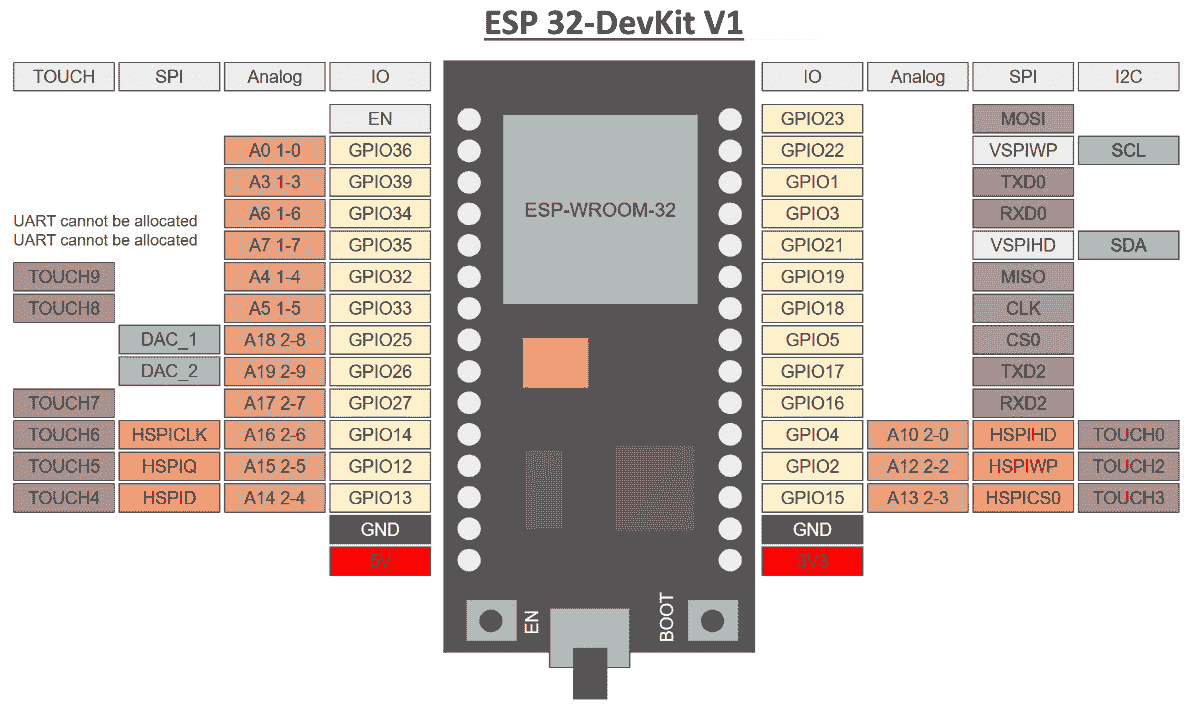 ESP 32-DevKit V1
TOUCH SPI Analog IO IO Analog SPI I2C
EN GPIO23 MOSI
A0 1-0 GPIO36 GPIO22 VSPIWP SCL
A3 1-3 GPIO39 GPIO1 TXD0
UART cannot be allocated A6 1-6 GPIO34 ESP-WROOM-32 GPIO3 RXD0
UART cannot be allocated A7 1-7 GPIO35 GPIO21 VSPIHD SDA
TOUCH9 A4 1-4 GPIO32 GPIO19 MISO
TOUCH8 A5 1-5 GPIO33 GPIO18 CLK
DAC_1 A18 2-8 GPIO25 GPIO5 CS0
DAC_2 A19 2-9 GPIO26 GPIO17 TXD2
TOUCH7 A17 2-7 GPIO27 GPIO16 RXD2
TOUCH6 HSPICLK A16 2-6 GPIO14 GPIO4 A10 2-0 HSPIHD TOUCH0
TOUCH5 HSPIQ A15 2-5 GPIO12 GPIO2 A12 2-2 HSPIWP TOUCH2
TOUCH4 HSPID A14 2-4 GPIO13 GPIO15 A13 2-3 HSPICS0 TOUCH3
GND GND
5V 3V3
EN BOOT